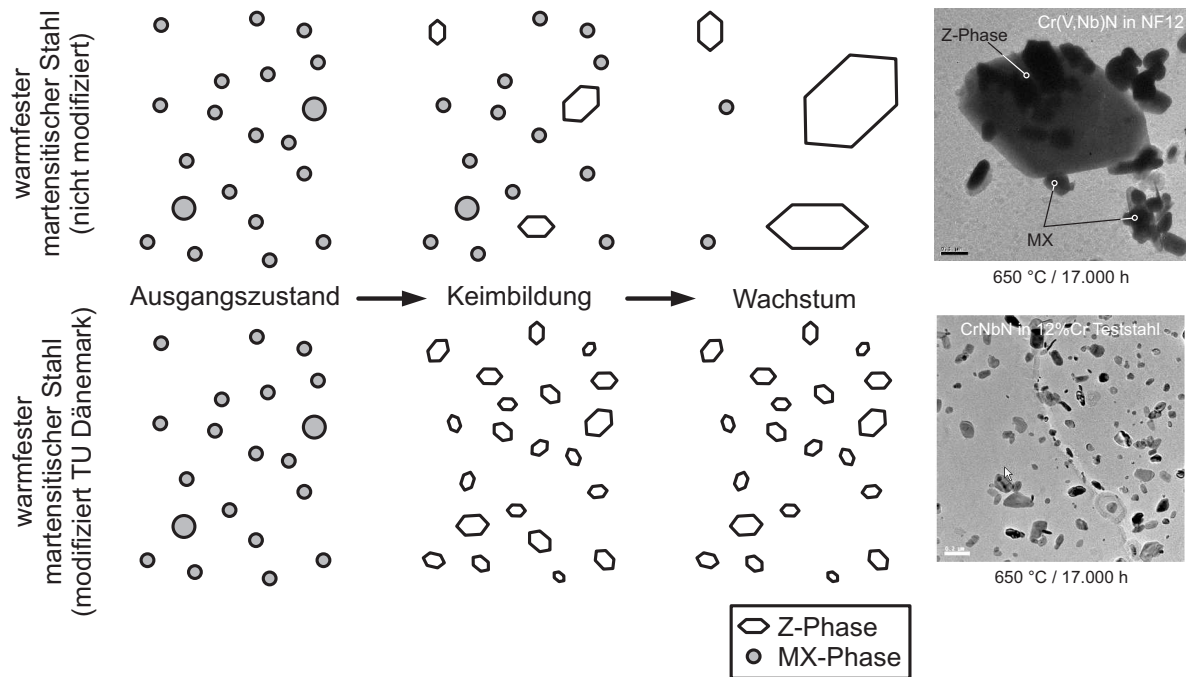 warmfester
martensitischer Stahl
(nicht modifiziert)
Cr(V,Nb)N in NF12
Z-Phase
MX
650 °C / 17.000 h
Ausgangszustand
Keimbildung
Wachstum
warmfester
martensitischer Stahl
(modifiziert TU Dänemark)
CrNbN in 12%Cr Teststahl
650 °C / 17.000 h
Z-Phase
MX-Phase